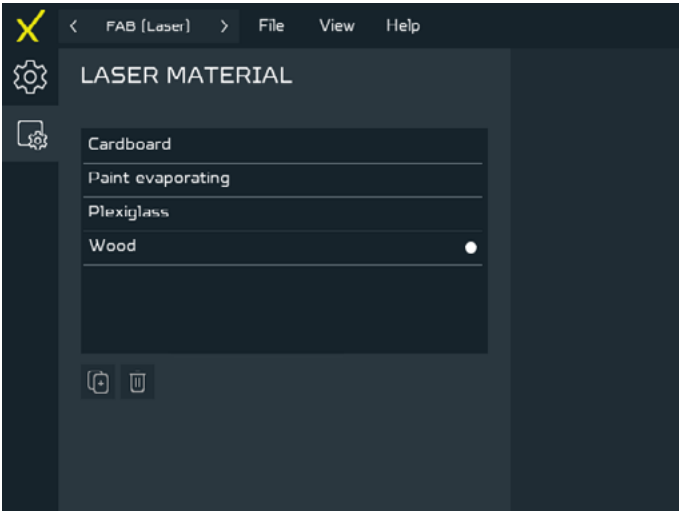 < FAB (Laser) > File View Help
LASER MATERIAL
Cardboard
Paint evaporating
Plexiglass
Wood